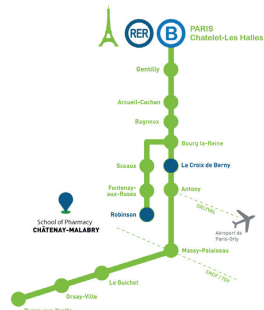 RER
B
PARIS
Chatelet-Les Halles
Gentilly
Arcueil-Cachan
Bagneux
Bourg la-Reine
Sceaux
La Croix de Berny
Fontenay-
aux-Roses
Antony
Robinson
ORLYVAL
School of Pharmacy
CHÂTENAY-MALABRY
Aéroport de
Paris-Orly
Massy-Palaiseau
SNCF / TGV
Le Guichet
Orsay-Ville